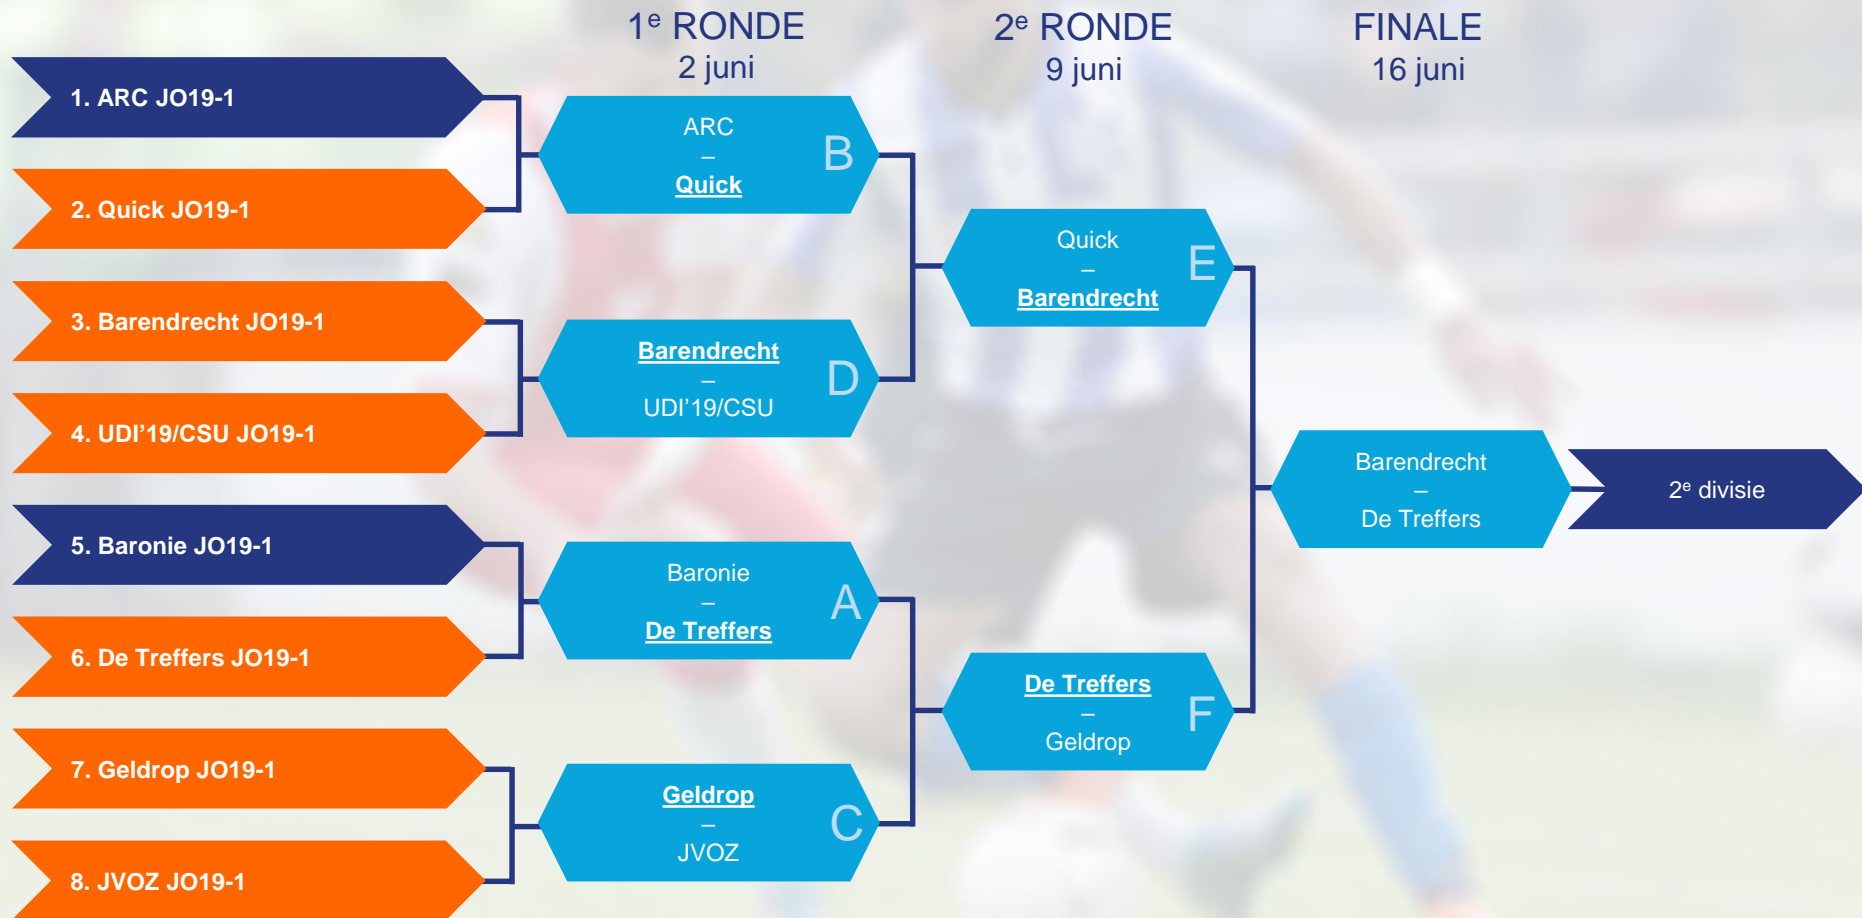 1e RONDE
2 juni
2e RONDE
9 juni
FINALE
16 juni
1. ARC JO19-1
2. Quick JO19-1
3. Barendrecht JO19-1
4. UDI’19/CSU JO19-1
5. Baronie JO19-1
6. De Treffers JO19-1
7. Geldrop JO19-1
8. JVOZ JO19-1
ARC
–
Quick
B
Barendrecht
–
UDI’19/CSU
D
Baronie
–
De Treffers
A
Geldrop
–
JVOZ
C
Quick
–
Barendrecht
E
De Treffers
–
Geldrop
F
Barendrecht
–
De Treffers
2e divisie